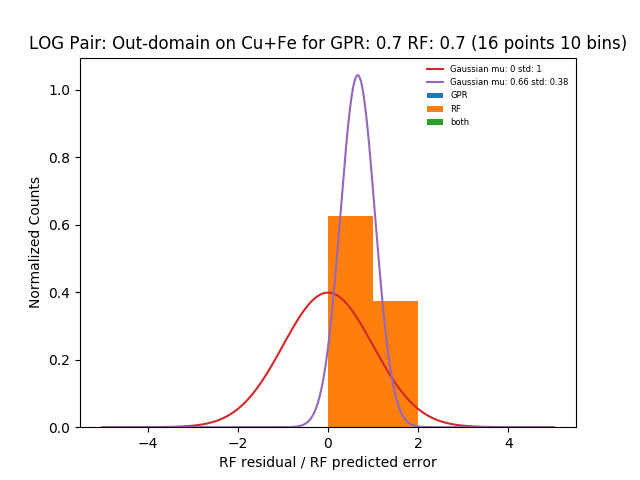 LOG Pair: Out-domain on Cu+Fe for GPR: 0.7 RF: 0.7 (16 points 10 bins)
Gaussian mu: 0 std: 1
Gaussian mu: 0.66 std: 0.38
GPR
RF
both
Normalized Counts
1.0
0.8
0.6
0.4
0.2
0.0
−4 −2 0 2 4
RF residual / RF predicted error